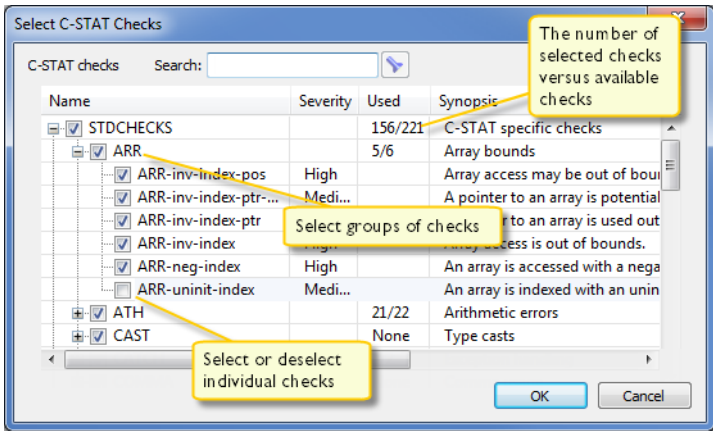 Select C-STAT Checks
The number of
selected checks
versus available
checks
C-STAT checks Search:
Name Severity Used Synopsis
STDCHECKS 156/221 C-STAT specific checks
ARR 5/6 Array bounds
ARR-inv-index-pos High Array access may be out of boun
ARR-inv-index-ptr-... Medi... A pointer to an array is potential
ARR-inv-index-ptr to an array is used out
Select groups of checks
ARR-inv-index access is out of bounds.
ARR-neg-index High An array is accessed with a nega
ARR-uninit-index Medi... An array is indexed with an unin
ATH 21/22 Arithmetic errors
CAST None Type casts
Select or deselect
individual checks
OK Cancel